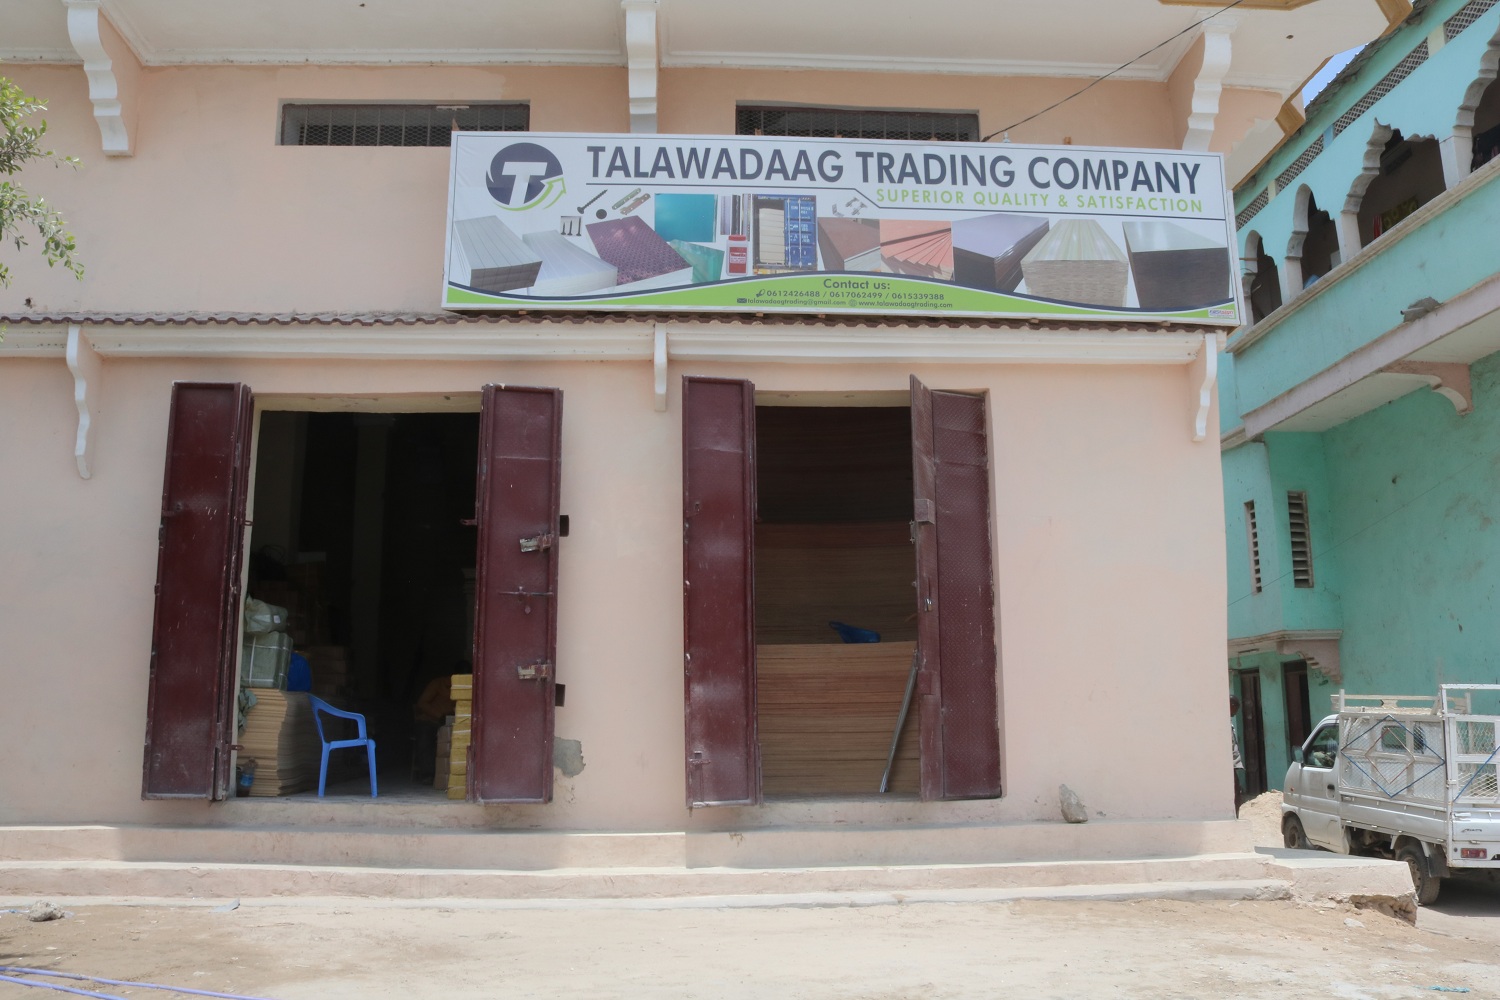 T
TALAWADAAG TRADING COMPANY
SUPERIOR QUALITY & SATISFACTION
Contact us:
0612426488 / 0617062499 / 0615339388
talawadaagtrading@gmail.com www.talawadaagtrading.com